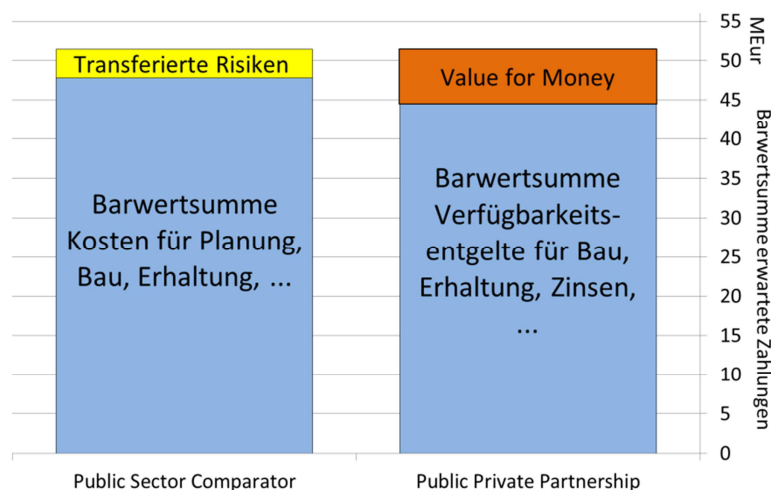 Transferierte Risiken
Barwertsumme
Kosten für Planung,
Bau, Erhaltung, ...
Value for Money
Barwertsumme
Verfügbarkeits-
entgelte für Bau,
Erhaltung, Zinsen,
...
55
50
45
40
35
30
25
20
15
10
5
0
MEur
Barwertsumme erwartete Zahlungen
Public Sector Comparator
Public Private Partnership